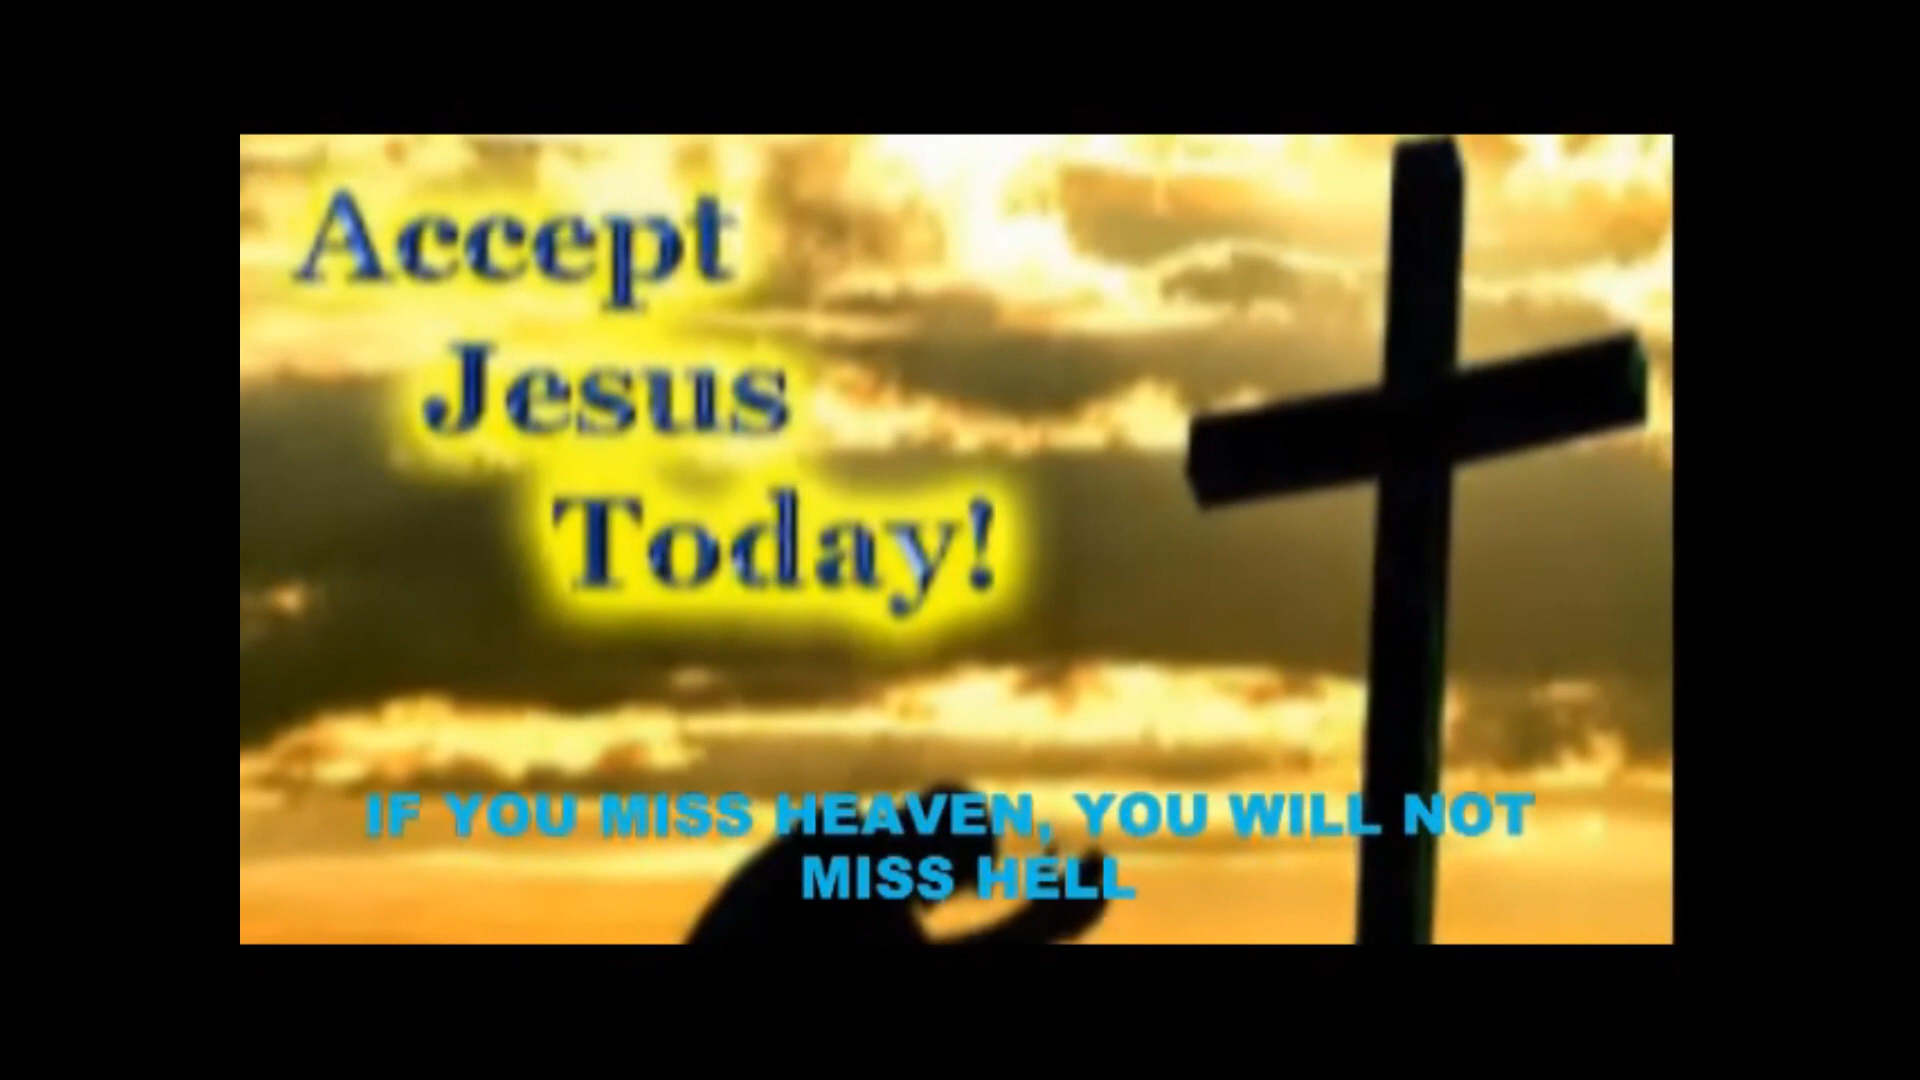 Accept
Jesus
Today!
IF YOU MISS HEAVEN, YOU WILL NOT
MISS HELL